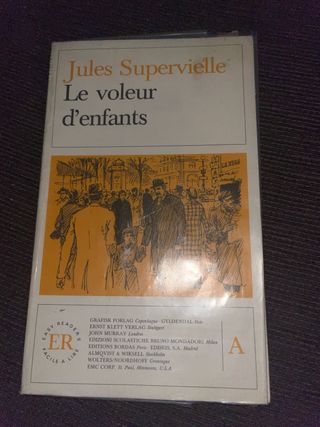 Jules Supervielle
Le voleur
d'enfants
EASY READERS
ER
FACILE A LIRE
A
GRAFISK FORLAG Copenhague · GYLDENDAL Oslo
ERNST KLETT VERLAG Stuttgart
JOHN MURRAY Londres
EDIZIONI SCOLASTICHE BRUNO MONDADORI Milan
EDITIONS BORDAS Paris · EDIDEIS, S.A. Madrid
ALMQVIST & WIKSELL Stockholm
WOLTERS/NOORDHOFF Groningue
EMC CORP. St. Paul, Minnesota, U.S.A